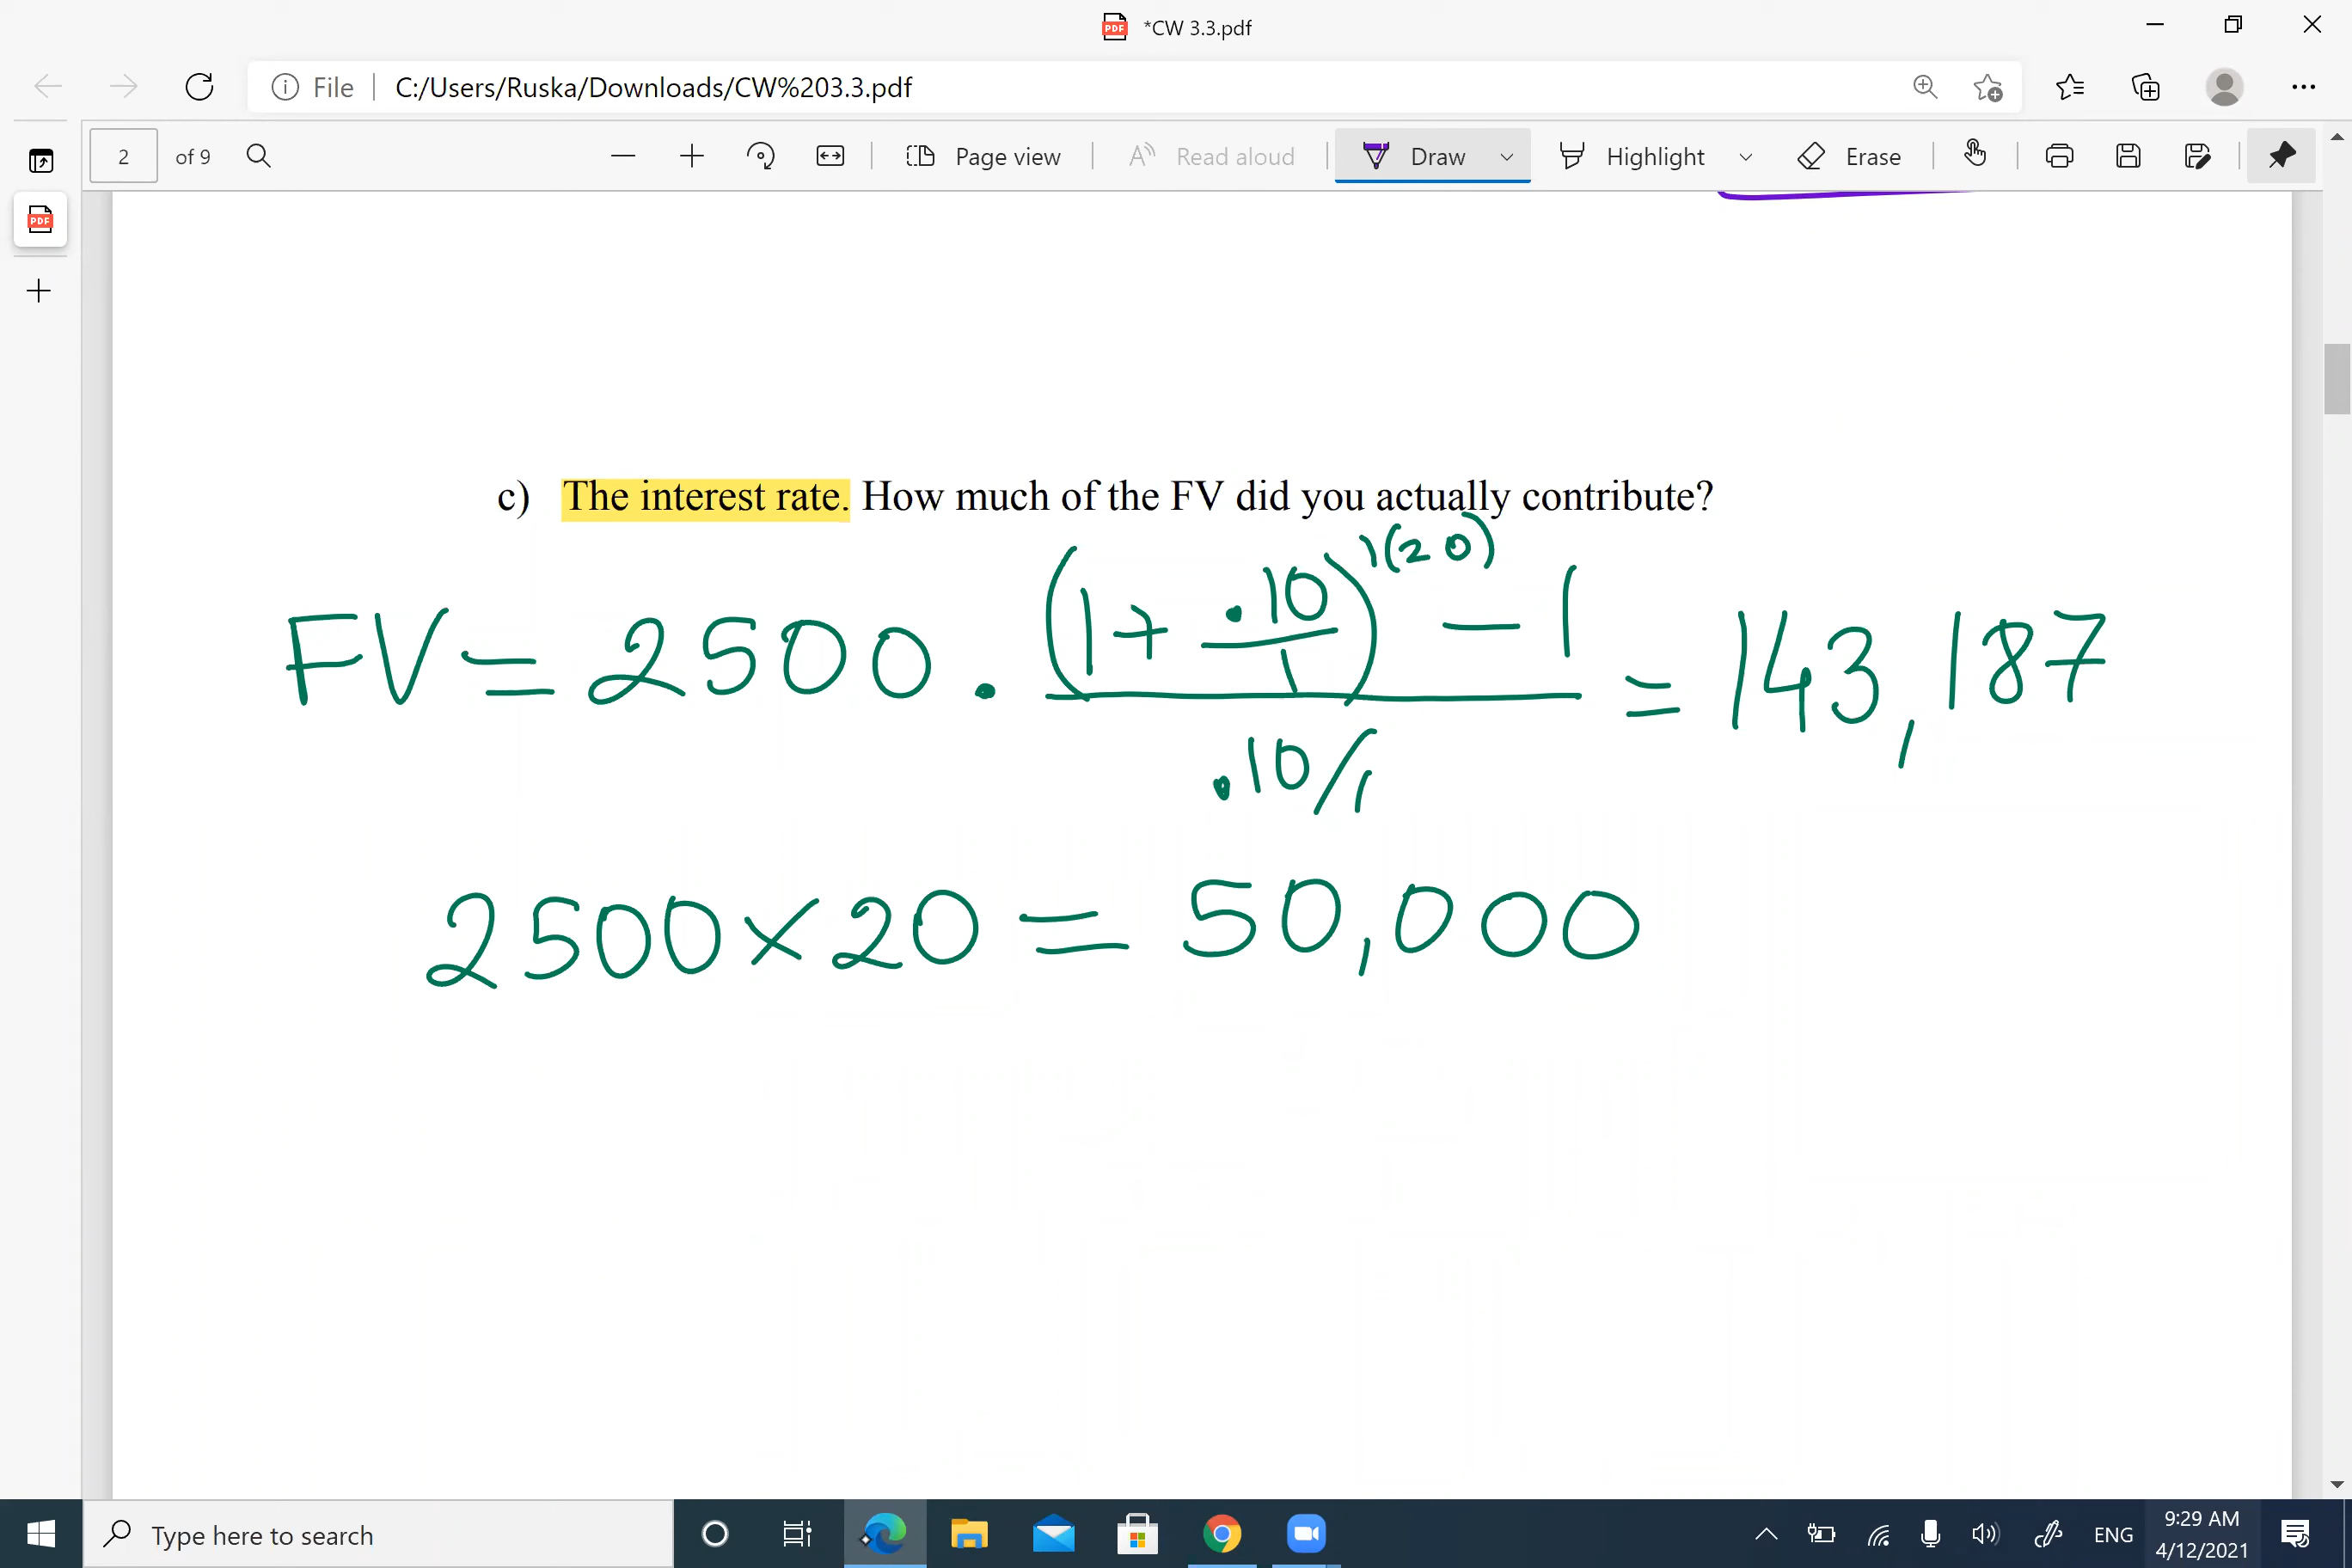 *CW 3.3.pdf
File C:/Users/Ruska/Downloads/CW%203.3.pdf
2 of 9 Page view Read aloud Draw Highlight Erase
c) The interest rate. How much of the FV did you actually contribute?
FV = 2500 . (1 + .10/1)^1(20) - 1 = 143,187
.10/1
2500 x 20 = 50,000
Type here to search
ENG
9:29 AM
4/12/2021